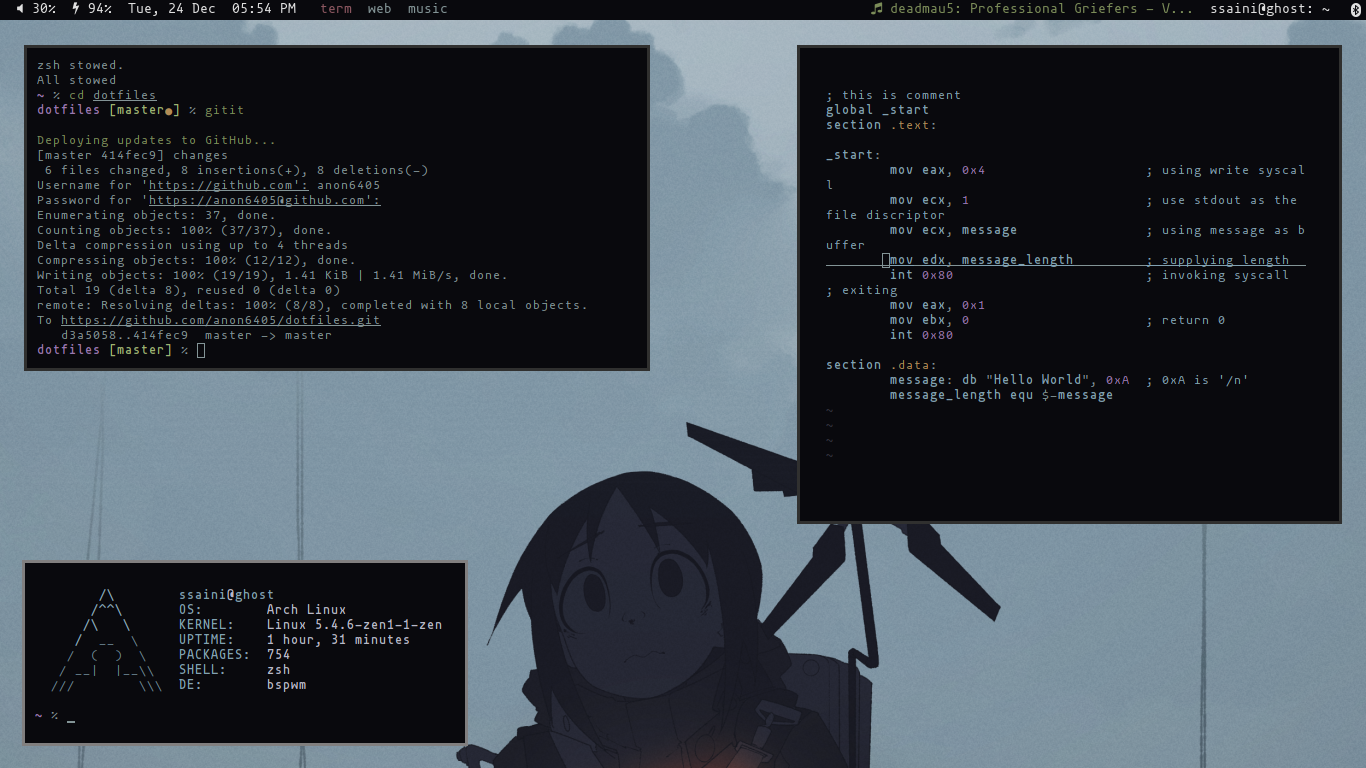 30% 94% Tue, 24 Dec 05:54 PM term web music deadmau5: Professional Griefers – V... ssaini@ghost: ~
zsh stowed.
All stowed
~ % cd dotfiles
dotfiles [master●] % gitit
Deploying updates to GitHub...
[master 414fec9] changes
 6 files changed, 8 insertions(+), 8 deletions(-)
Username for 'https://github.com': anon6405
Password for 'https://anon6405@github.com':
Enumerating objects: 37, done.
Counting objects: 100% (37/37), done.
Delta compression using up to 4 threads
Compressing objects: 100% (12/12), done.
Writing objects: 100% (19/19), 1.41 KiB | 1.41 MiB/s, done.
Total 19 (delta 8), reused 0 (delta 0)
remote: Resolving deltas: 100% (8/8), completed with 8 local objects.
To https://github.com/anon6405/dotfiles.git
   d3a5058..414fec9  master -> master
dotfiles [master] %
; this is comment
global _start
section .text:
_start:
        mov eax, 0x4                    ; using write syscal
l
        mov ecx, 1                      ; use stdout as the
file discriptor
        mov ecx, message                ; using message as b
uffer
        mov edx, message_length         ; supplying length
        int 0x80                        ; invoking syscall
; exiting
        mov eax, 0x1
        mov ebx, 0                      ; return 0
        int 0x80
section .data:
        message: db "Hello World", 0xA  ; 0xA is '/n'
        message_length equ $-message
~
~
~
~
      /\        ssaini@ghost
     /^^\       OS:        Arch Linux
    /\   \      KERNEL:    Linux 5.4.6-zen1-1-zen
   /  __  \     UPTIME:    1 hour, 31 minutes
  /  (  )  \    PACKAGES:  754
 / __|  |__\\   SHELL:     zsh
///        \\\  DE:        bspwm
~ % _